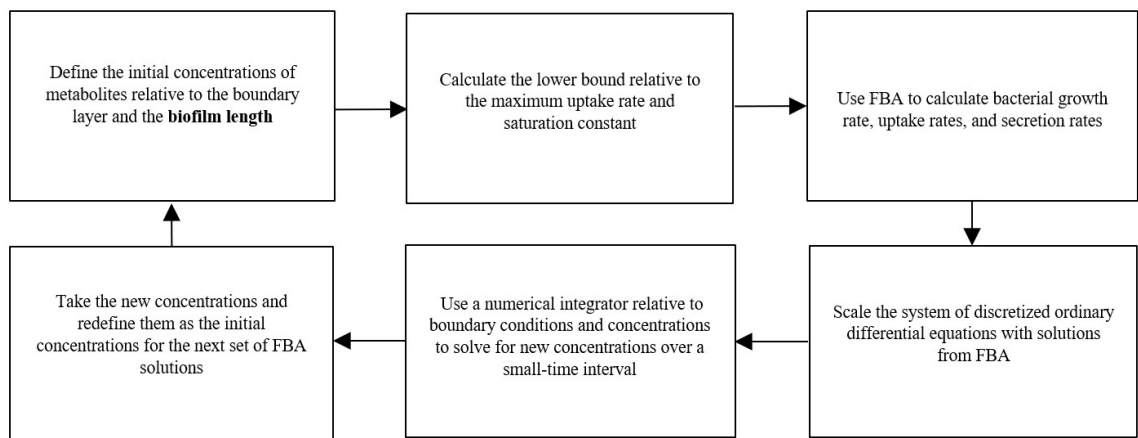 Define the initial concentrations of
metabolites relative to the boundary
layer and the biofilm length
Calculate the lower bound relative to
the maximum uptake rate and
saturation constant
Use FBA to calculate bacterial growth
rate, uptake rates, and secretion rates
Scale the system of discretized ordinary
differential equations with solutions
from FBA
Use a numerical integrator relative to
boundary conditions and concentrations
to solve for new concentrations over a
small-time interval
Take the new concentrations and
redefine them as the initial
concentrations for the next set of FBA
solutions